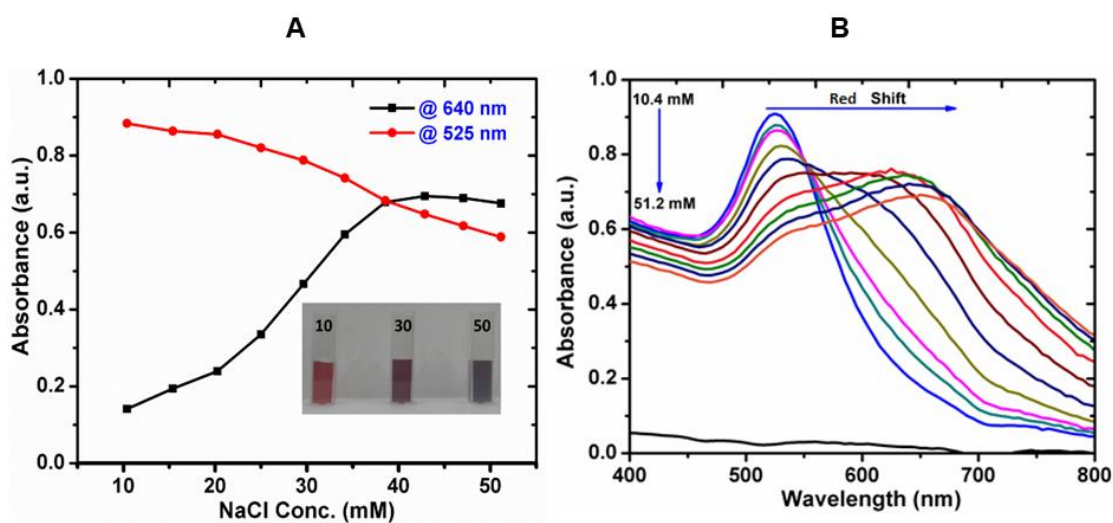 A
B
1.0
0.8
0.6
0.4
0.2
0.0
Absorbance (a.u.)
@ 640 nm
@ 525 nm
10
30
50
10
20
30
40
50
NaCl Conc. (mM)
1.0
0.8
0.6
0.4
0.2
0.0
Absorbance (a.u.)
10.4 mM
Red Shift
51.2 mM
400
500
600
700
800
Wavelength (nm)